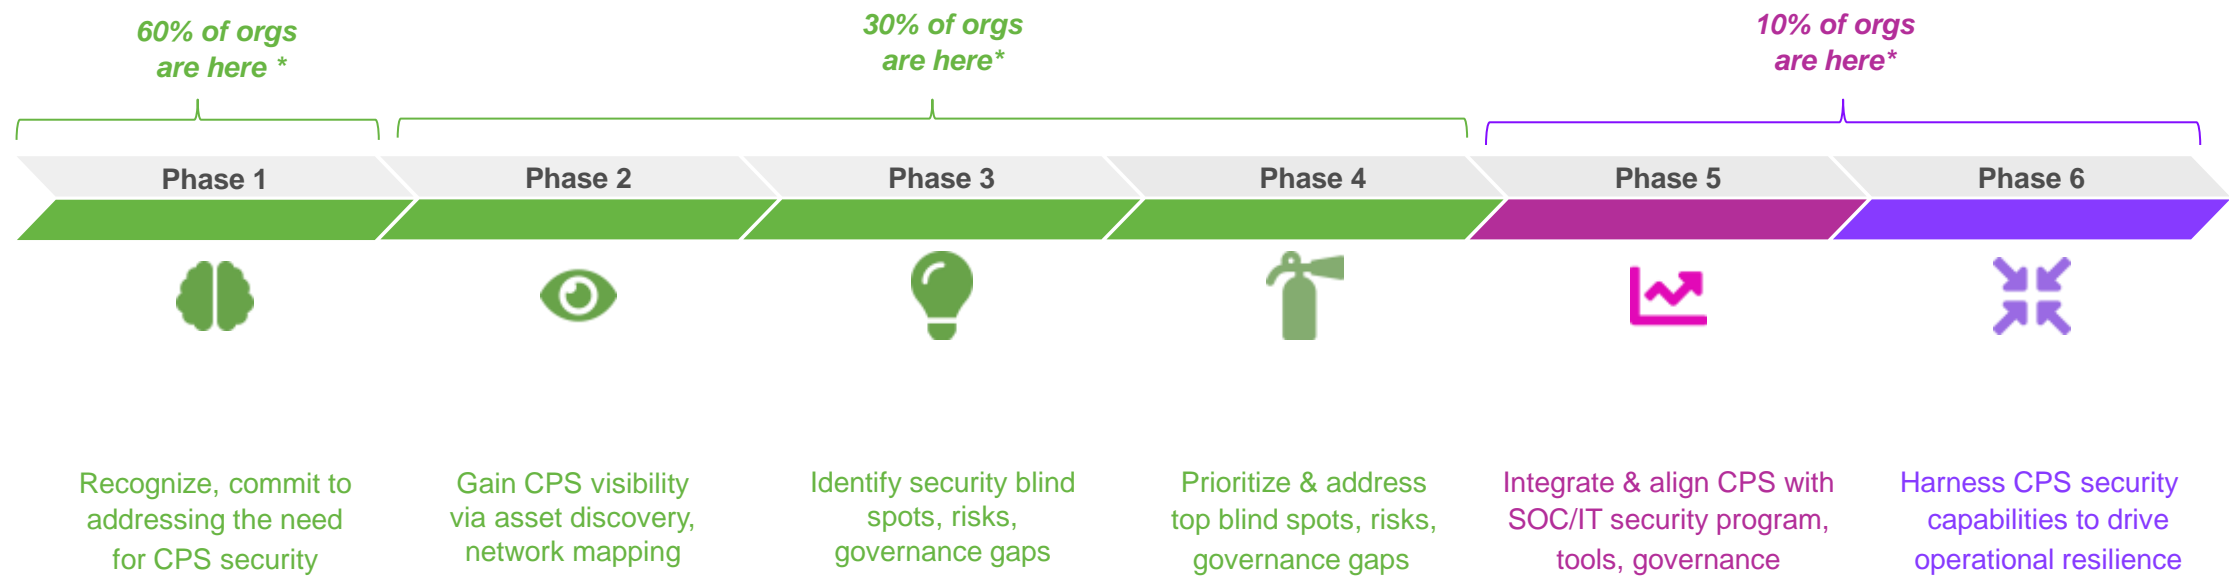 60% of orgs
are here *
30% of orgs
are here*
10% of orgs
are here*
Phase 1
Phase 2
Phase 3
Phase 4
Phase 5
Phase 6
Recognize, commit to
addressing the need
for CPS security
Gain CPS visibility
via asset discovery,
network mapping
Identify security blind
spots, risks,
governance gaps
Prioritize & address
top blind spots, risks,
governance gaps
Integrate & align CPS with
SOC/IT security program,
tools, governance
Harness CPS security
capabilities to drive
operational resilience